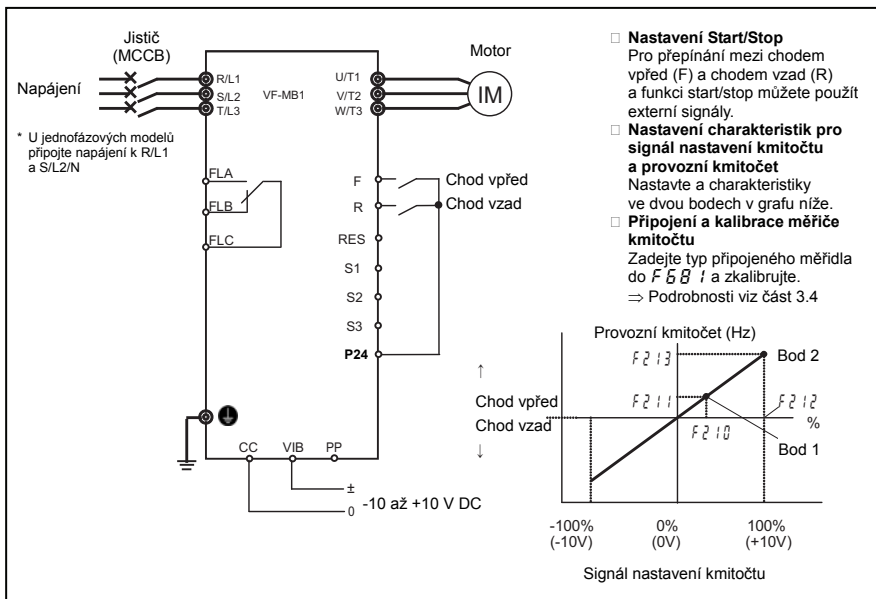 Jistič
(MCCB)
Napájení
R/L1
S/L2
T/L3
VF-MB1
U/T1
V/T2
W/T3
Motor
IM
* U jednofázových modelů
připojte napájení k R/L1
a S/L2/N
FLA
FLB
FLC
F
Chod vpřed
R
Chod vzad
RES
S1
S2
S3
P24
CC
VIB
PP
±
0
-10 až +10 V DC
Nastavení Start/Stop
Pro přepínání mezi chodem
vpřed (F) a chodem vzad (R)
a funkci start/stop můžete použít
externí signály.
Nastavení charakteristik pro
signál nastavení kmitočtu
a provozní kmitočet
Nastavte a charakteristiky
ve dvou bodech v grafu níže.
Připojení a kalibrace měřiče
kmitočtu
Zadejte typ připojeného měřidla
do F681 a zkalibrujte.
⇒ Podrobnosti viz část 3.4
Provozní kmitočet (Hz)
F213
Bod 2
↑
Chod vpřed
F211
F212
Chod vzad
%
↓
F210
Bod 1
-100%
(-10V)
0%
(0V)
100%
(+10V)
Signál nastavení kmitočtu